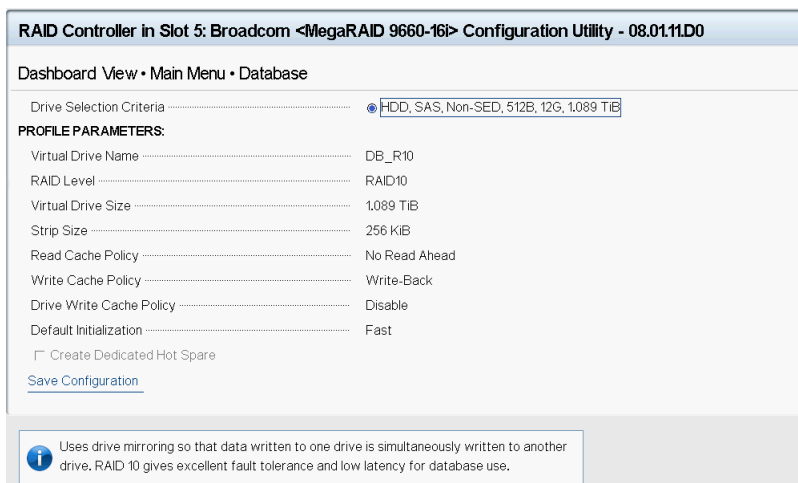 RAID Controller in Slot 5: Broadcom <MegaRAID 9660-16i> Configuration Utility - 08.01.11.D0
Dashboard View • Main Menu • Database
Drive Selection Criteria HDD, SAS, Non-SED, 512B, 12G, 1.089 TiB
PROFILE PARAMETERS:
Virtual Drive Name DB_R10
RAID Level RAID10
Virtual Drive Size 1.089 TiB
Strip Size 256 KiB
Read Cache Policy No Read Ahead
Write Cache Policy Write-Back
Drive Write Cache Policy Disable
Default Initialization Fast
Create Dedicated Hot Spare
Save Configuration
Uses drive mirroring so that data written to one drive is simultaneously written to another
drive. RAID 10 gives excellent fault tolerance and low latency for database use.